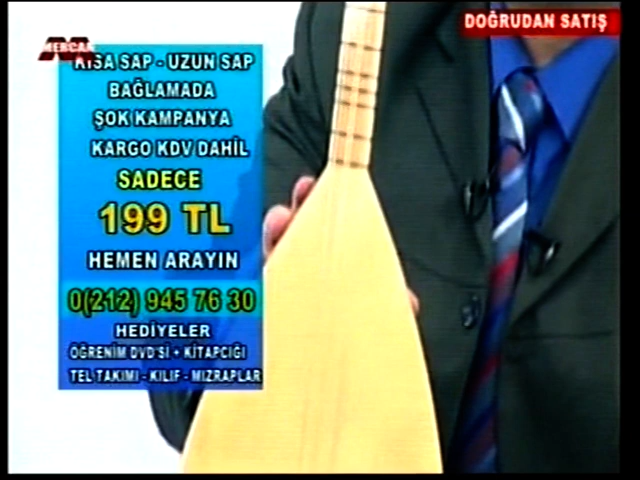 DOĞRUDAN SATIŞ
MERCAN
KISA SAP - UZUN SAP
BAĞLAMADA
ŞOK KAMPANYA
KARGO KDV DAHİL
SADECE
199 TL
HEMEN ARAYIN
0(212) 945 76 30
HEDİYELER
ÖĞRENİM DVD'Sİ + KİTAPCIĞI
TEL TAKIMI - KILIF - MIZRAPLAR